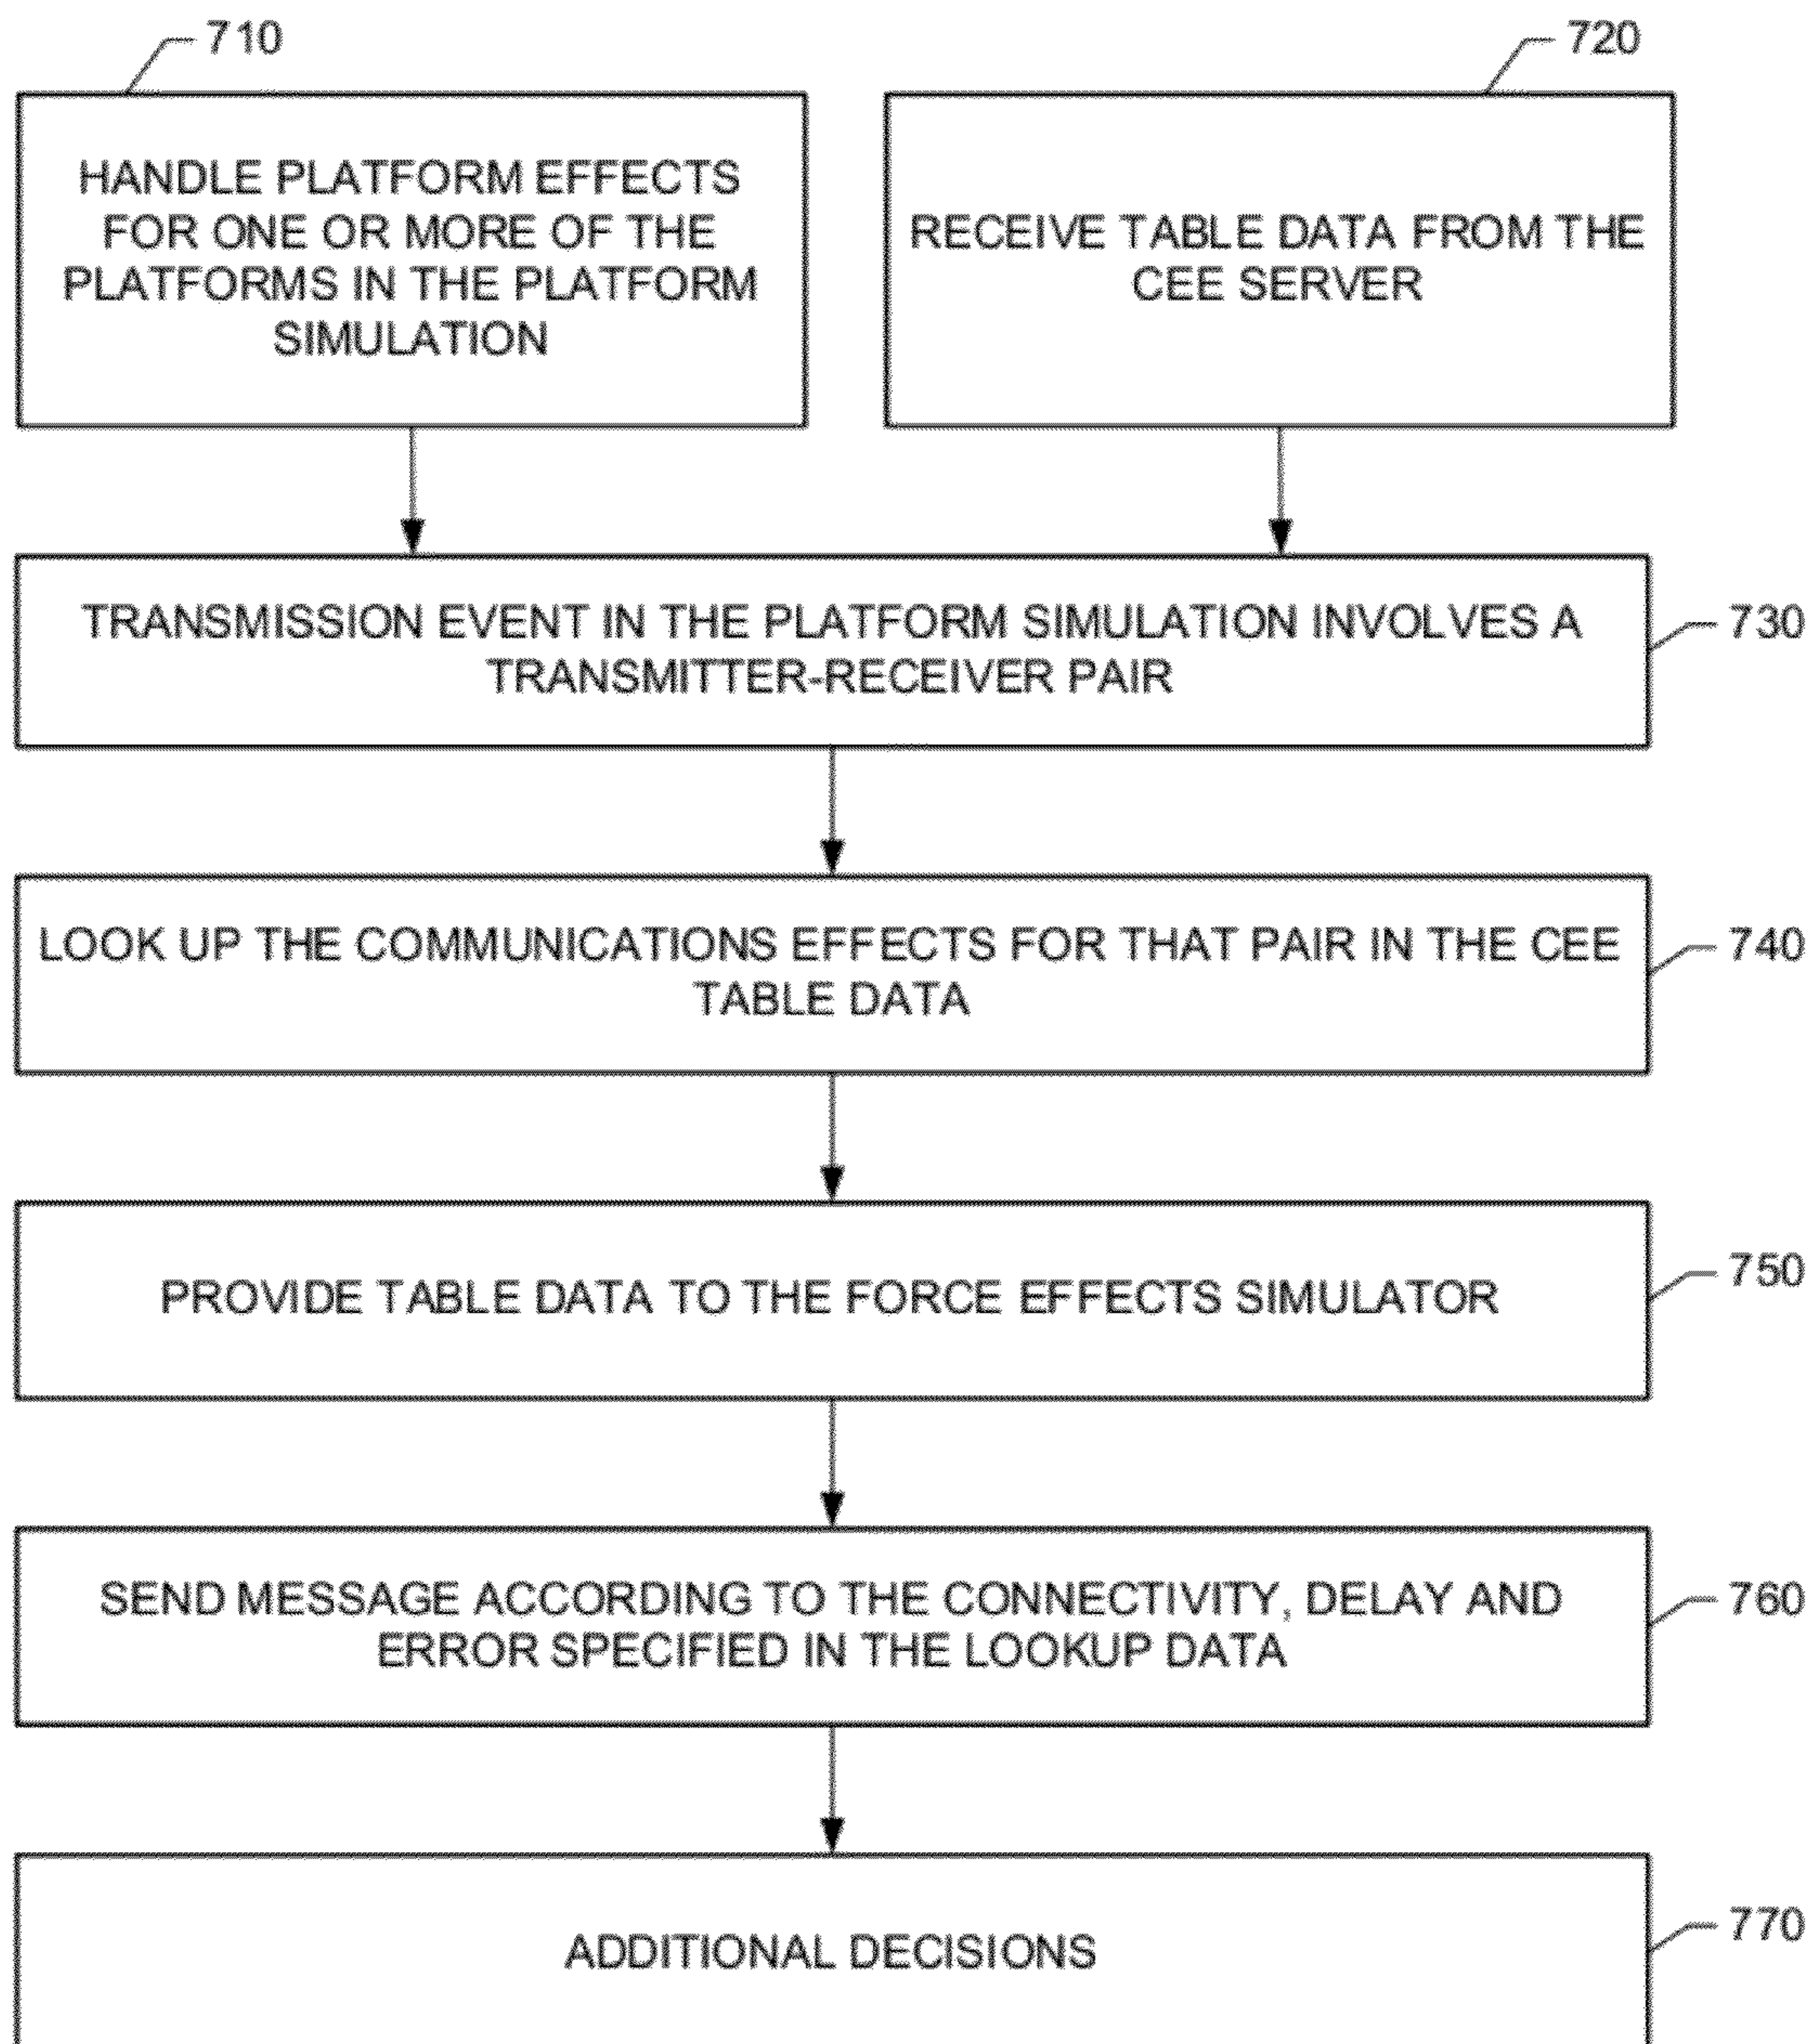 710
720
HANDLE PLATFORM EFFECTS
FOR ONE OR MORE OF THE
PLATFORMS IN THE PLATFORM
SIMULATION
RECEIVE TABLE DATA FROM THE
CEE SERVER
TRANSMISSION EVENT IN THE PLATFORM SIMULATION INVOLVES A
TRANSMITTER-RECEIVER PAIR
730
LOOK UP THE COMMUNICATIONS EFFECTS FOR THAT PAIR IN THE CEE
TABLE DATA
740
PROVIDE TABLE DATA TO THE FORCE EFFECTS SIMULATOR
750
SEND MESSAGE ACCORDING TO THE CONNECTIVITY, DELAY AND
ERROR SPECIFIED IN THE LOOKUP DATA
760
ADDITIONAL DECISIONS
770